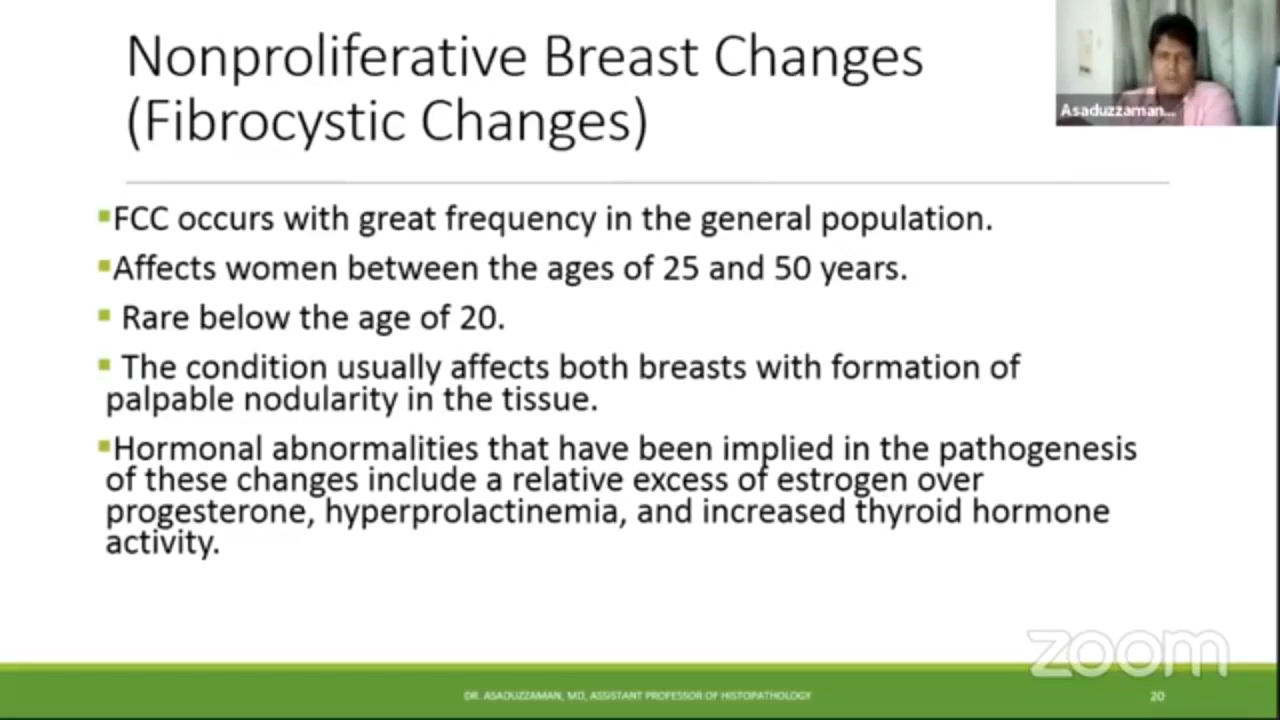 Nonproliferative Breast Changes
(Fibrocystic Changes)
Asaduzzaman...
FCC occurs with great frequency in the general population.
Affects women between the ages of 25 and 50 years.
Rare below the age of 20.
The condition usually affects both breasts with formation of
palpable nodularity in the tissue.
Hormonal abnormalities that have been implied in the pathogenesis
of these changes include a relative excess of estrogen over
progesterone, hyperprolactinemia, and increased thyroid hormone
activity.
zoom
DR. ASADUZZAMAN, MD, ASSISTANT PROFESSOR OF HISTOPATHOLOGY
20